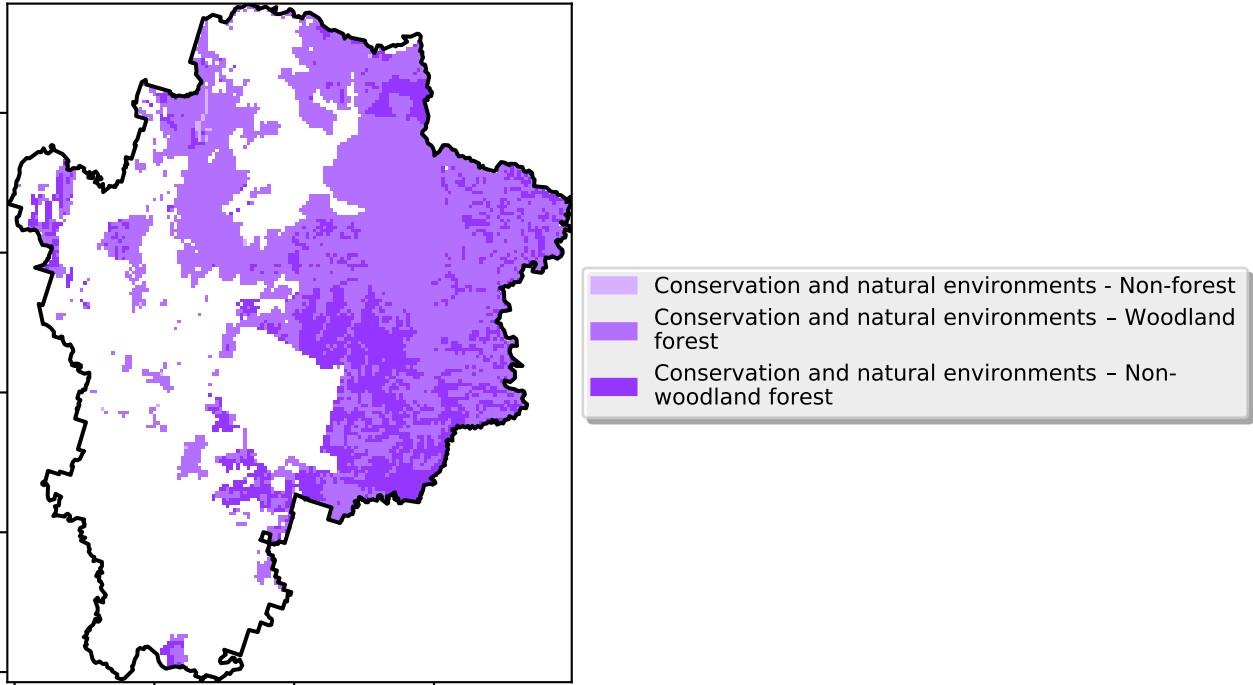 Conservation and natural environments - Non-forest
Conservation and natural environments – Woodland
forest
Conservation and natural environments – Non-
woodland forest